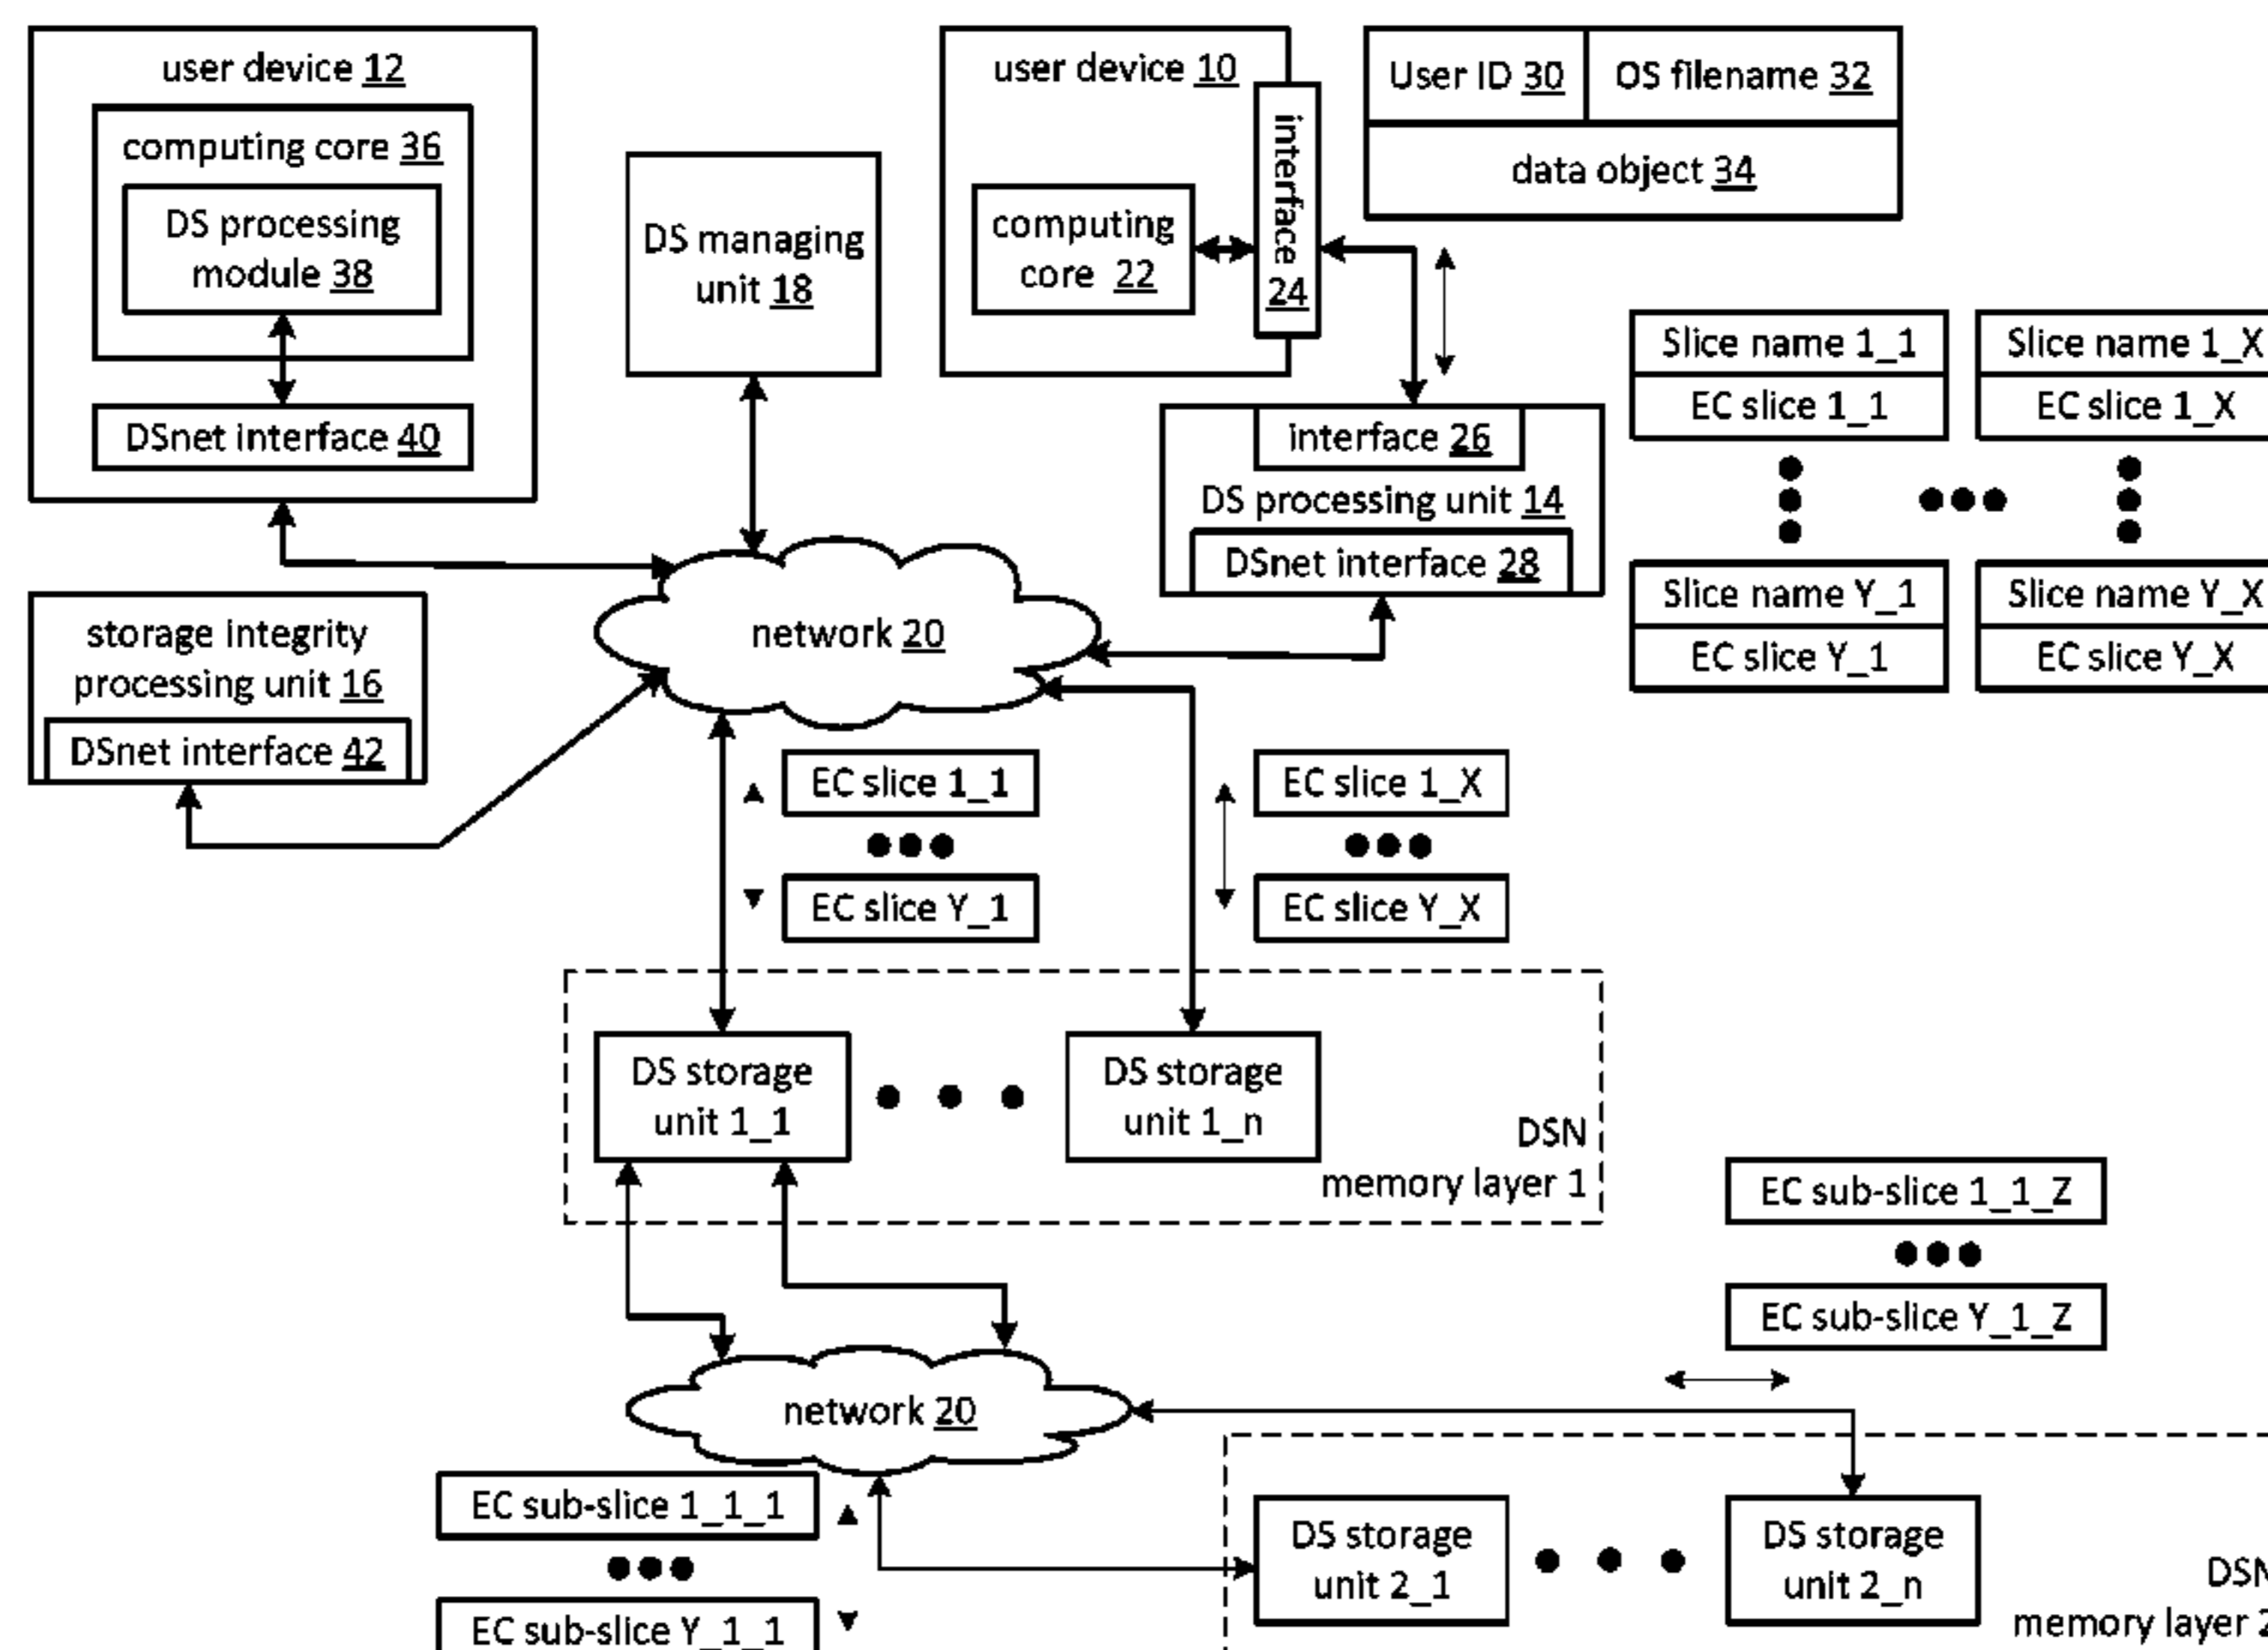 user device 12
computing core 36
DS processing
module 38
DSnet interface 40
DS managing
unit 18
user device 10
computing
core 22
interface
24
User ID 30
OS filename 32
data object 34
interface 26
DS processing unit 14
DSnet interface 28
Slice name 1_1
EC slice 1_1
Slice name 1_X
EC slice 1_X
Slice name Y_1
EC slice Y_1
Slice name Y_X
EC slice Y_X
storage integrity
processing unit 16
DSnet interface 42
network 20
EC slice 1_1
EC slice Y_1
EC slice 1_X
EC slice Y_X
DS storage
unit 1_1
DS storage
unit 1_n
DSN
memory layer 1
EC sub-slice 1_1_Z
EC sub-slice Y_1_Z
network 20
EC sub-slice 1_1_1
EC sub-slice Y_1_1
DS storage
unit 2_1
DS storage
unit 2_n
DSN
memory layer 2